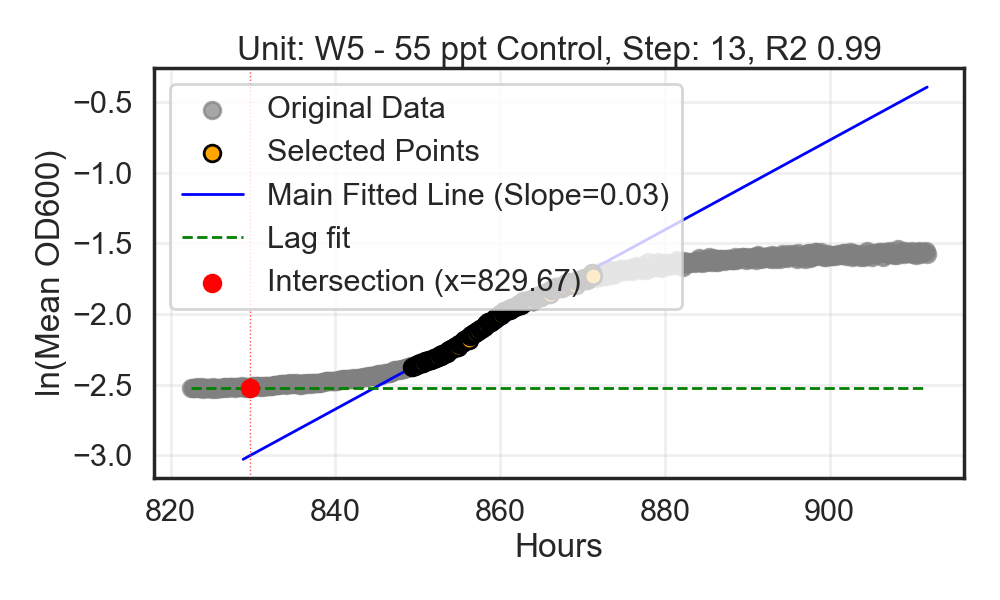 Unit: W5 - 55 ppt Control, Step: 13, R2 0.99
Original Data
Selected Points
Main Fitted Line (Slope=0.03)
Lag fit
Intersection (x=829.67)
ln(Mean OD600)
−0.5
−1.0
−1.5
−2.0
−2.5
−3.0
820 840 860 880 900
Hours